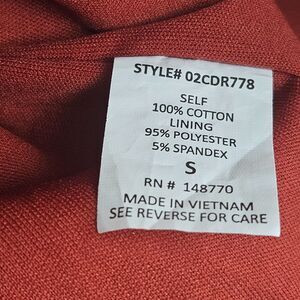 STYLE# 02CDR778
SELF
100% COTTON
LINING
95% POLYESTER
5% SPANDEX
S
RN # 148770
MADE IN VIETNAM
SEE REVERSE FOR CARE